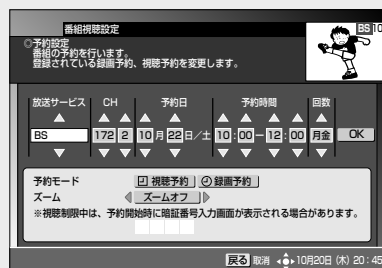 番組視聴設定
BS 10
◎予約設定
番組の予約を行います。
登録されている録画予約、視聴予約を変更します。
放送サービス CH 予約日 予約時間 回数
BS 172 2 10月22日/土 10:00－12:00 月金 OK
予約モード 視聴予約 録画予約
ズーム ズームオフ
※視聴制限中は、予約開始時に暗証番号入力画面が表示される場合があります。
戻る 取消 10月20日(木) 20:45